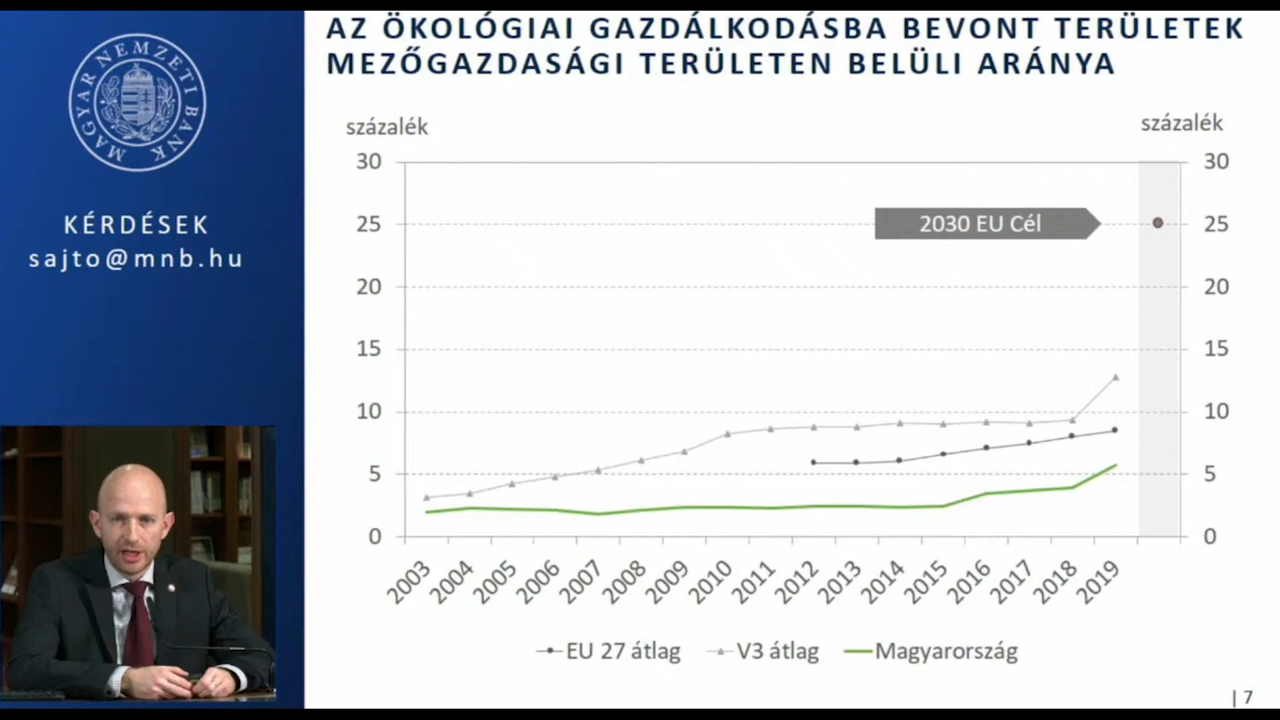 AZ ÖKOLÓGIAI GAZDÁLKODÁSBA BEVONT TERÜLETEK
MEZŐGAZDASÁGI TERÜLETEN BELÜLI ARÁNYA
MAGYAR NEMZETI BANK
KÉRDÉSEK
sajto@mnb.hu
százalék
százalék
30
30
2030 EU Cél
25
25
20
20
15
15
10
10
5
5
0
0
2003 2004 2005 2006 2007 2008 2009 2010 2011 2012 2013 2014 2015 2016 2017 2018 2019
EU 27 átlag V3 átlag Magyarország
| 7